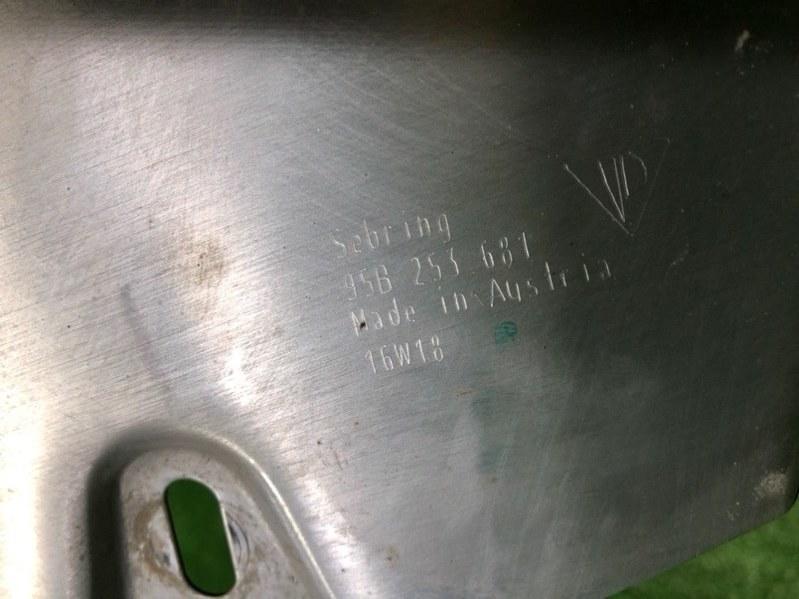 Sebring
95B 253 681
Made in Austria
16W18